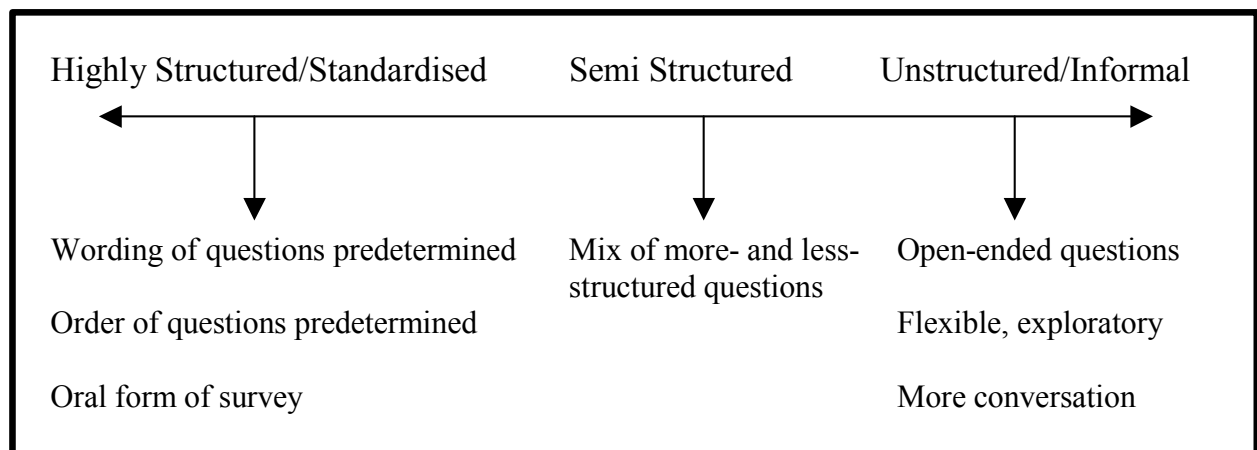 Highly Structured/Standardised
Semi Structured
Unstructured/Informal
Wording of questions predetermined
Order of questions predetermined
Oral form of survey
Mix of more- and less-
structured questions
Open-ended questions
Flexible, exploratory
More conversation